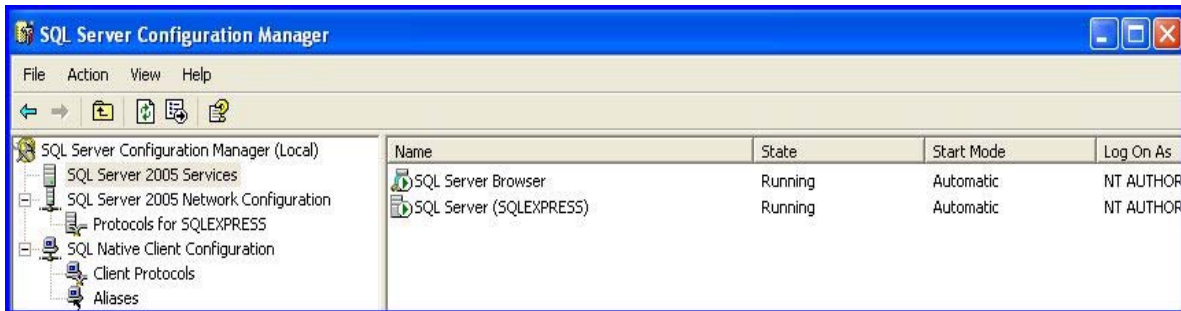 SQL Server Configuration Manager
File Action View Help
SQL Server Configuration Manager (Local)
SQL Server 2005 Services
SQL Server 2005 Network Configuration
Protocols for SQLEXPRESS
SQL Native Client Configuration
Client Protocols
Aliases
Name State Start Mode Log On As
SQL Server Browser Running Automatic NT AUTHOR
SQL Server (SQLEXPRESS) Running Automatic NT AUTHOR